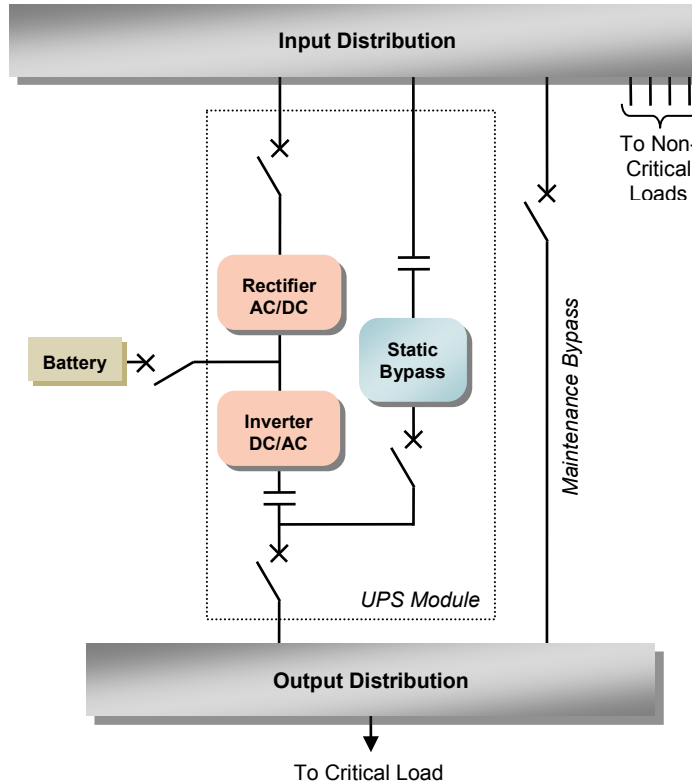 Input Distribution
To Non-
Critical
Loads
Rectifier
AC/DC
Static
Bypass
Battery
Inverter
DC/AC
Maintenance Bypass
UPS Module
Output Distribution
To Critical Load